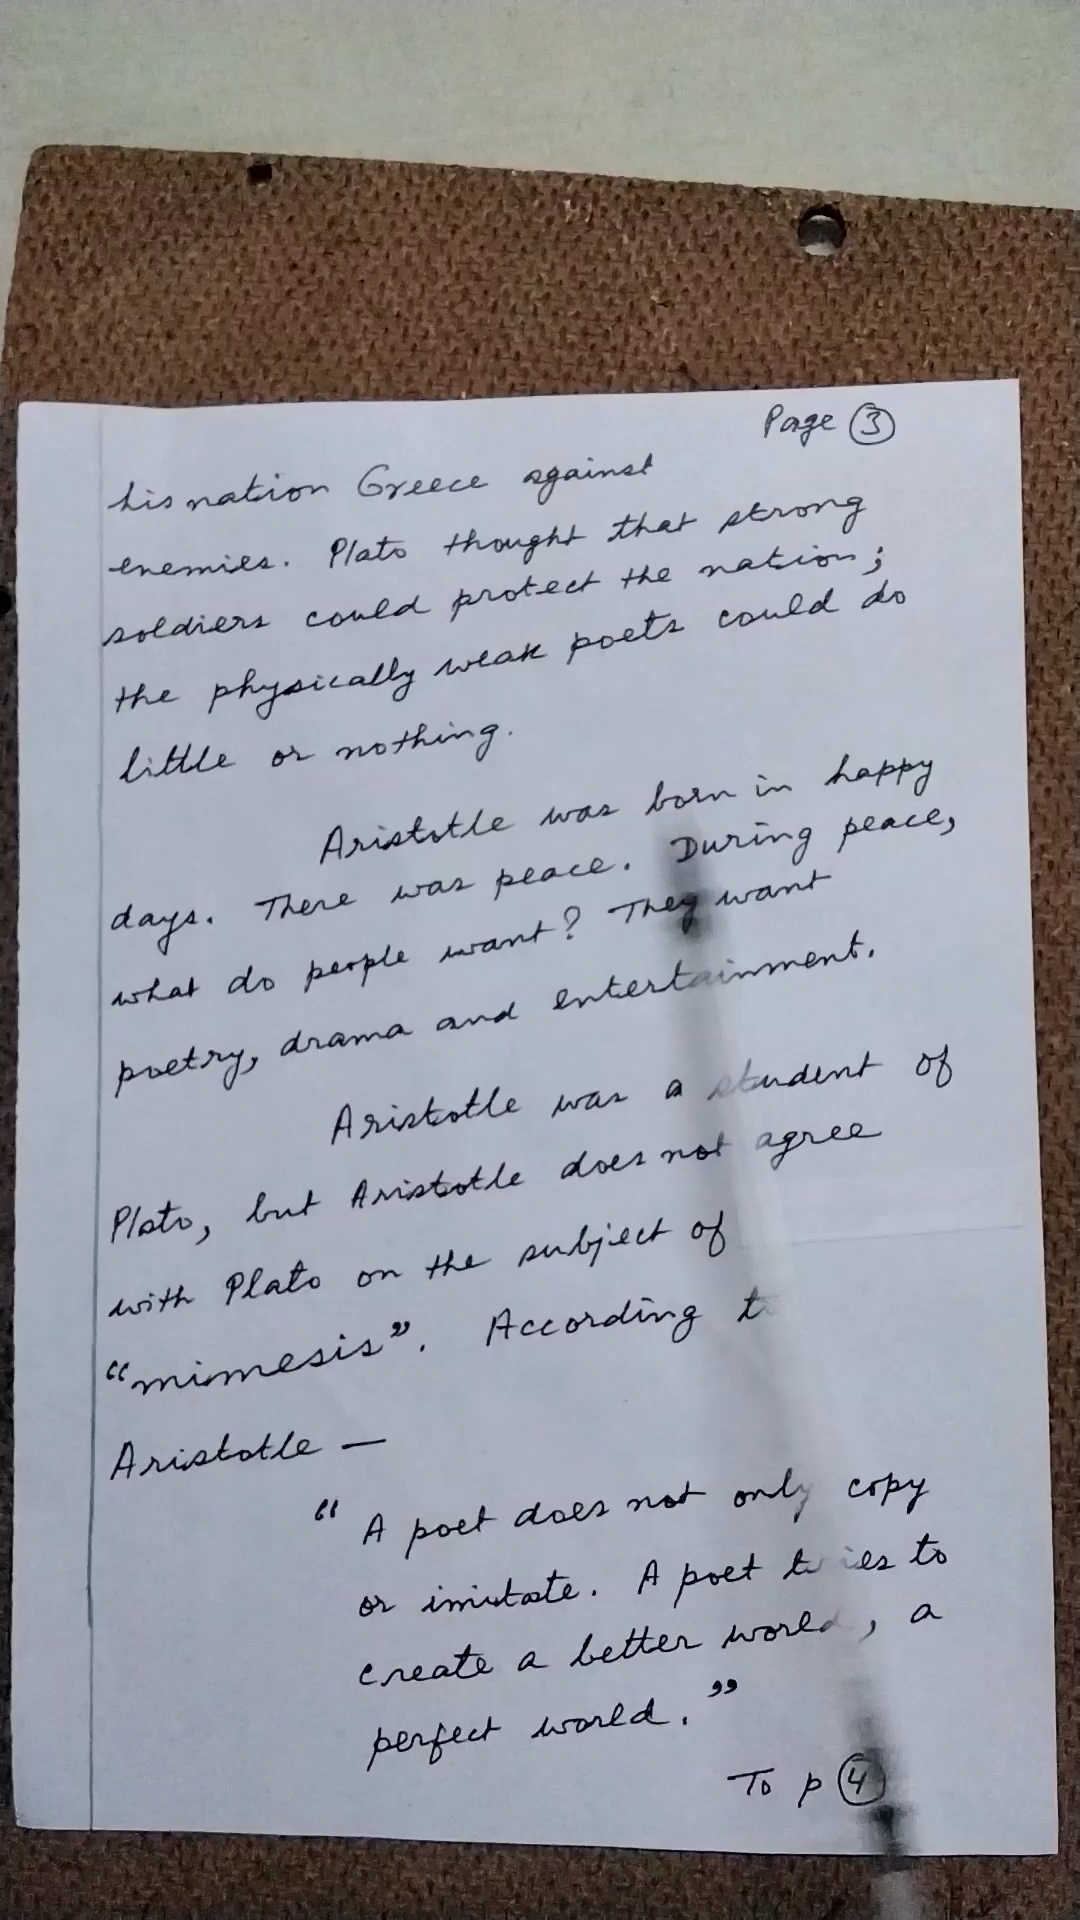 Page 3
his nation Greece against
enemies. Plato thought that strong
soldiers could protect the nation;
the physically weak poets could do
little or nothing.
Aristotle was born in happy
days. There was peace. During peace,
what do people want? They want
poetry, drama and entertainment.
Aristotle was a student of
Plato, but Aristotle does not agree
with Plato on the subject of
"mimesis". According to
Aristotle —
"A poet does not only copy
or imitate. A poet tries to
create a better world, a
perfect world."
To p 4